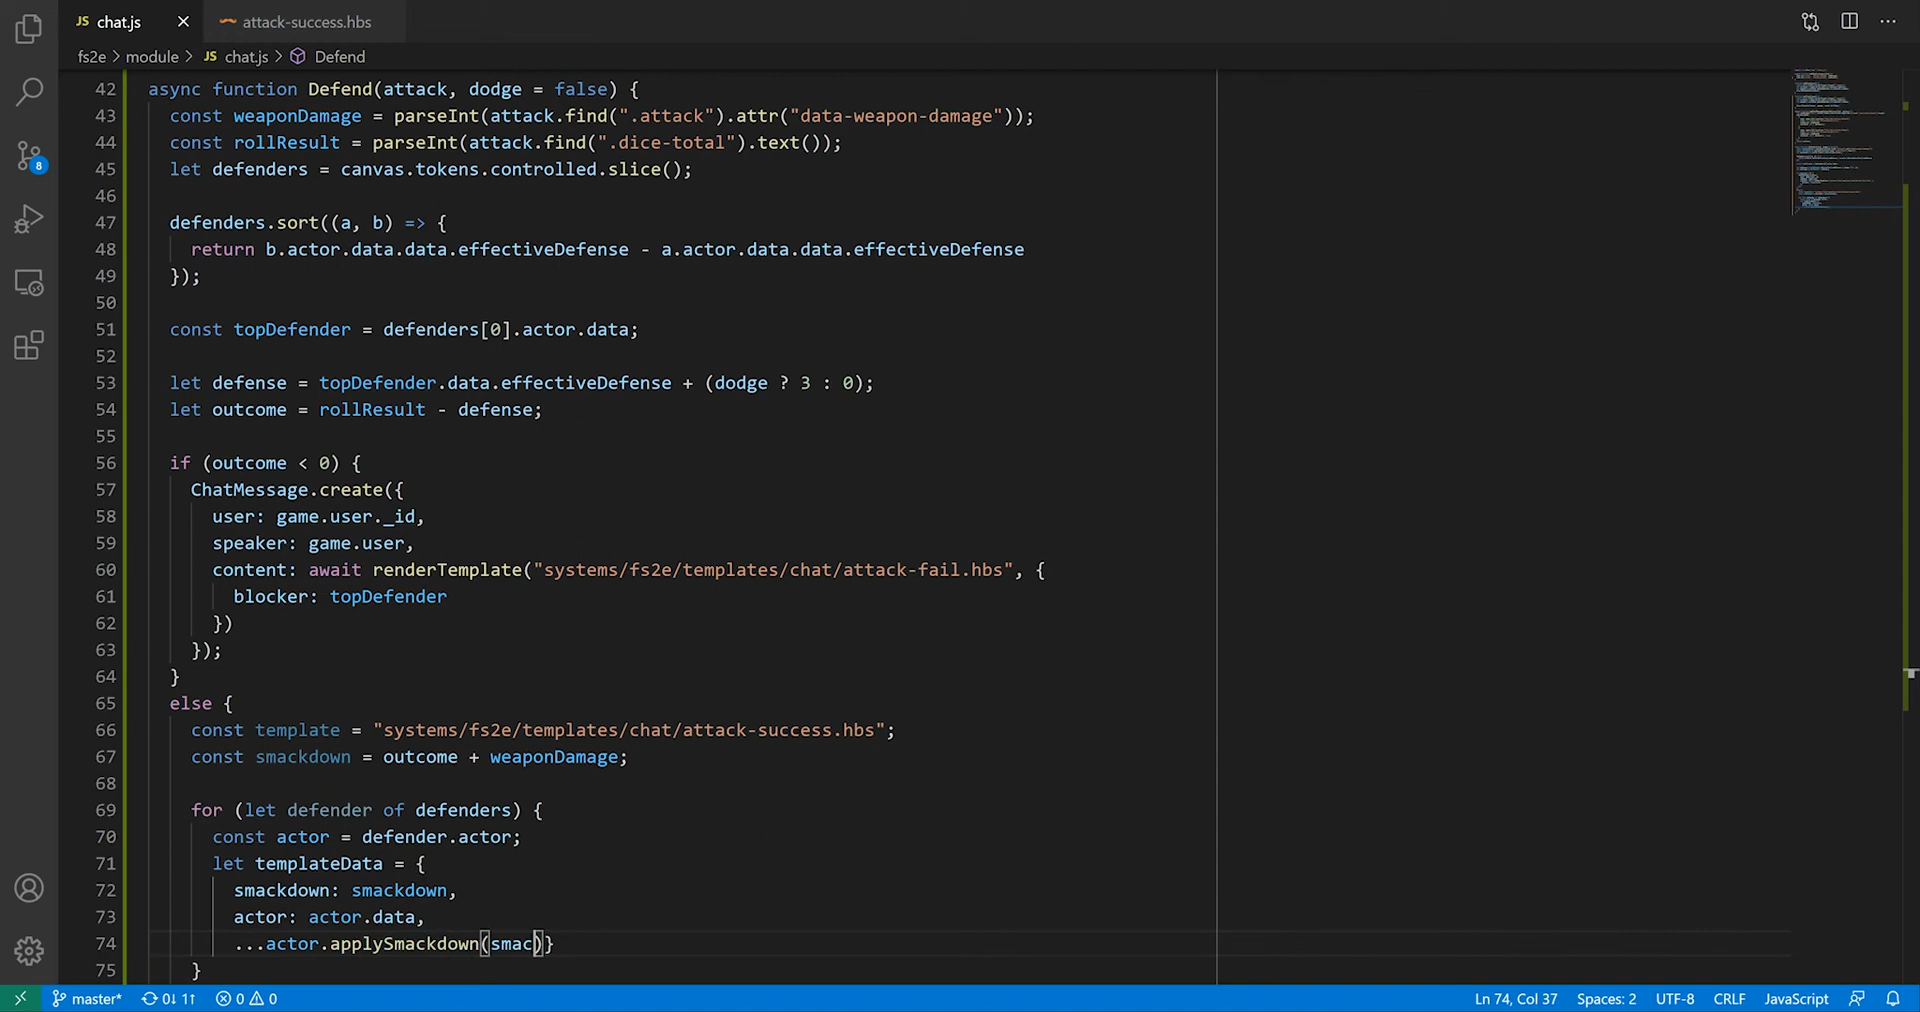 JS chat.js × attack-success.hbs
fs2e > module > JS chat.js > Defend
42 async function Defend(attack, dodge = false) {
43 const weaponDamage = parseInt(attack.find(".attack").attr("data-weapon-damage"));
44 const rollResult = parseInt(attack.find(".dice-total").text());
45 let defenders = canvas.tokens.controlled.slice();
46
47 defenders.sort((a, b) => {
48 return b.actor.data.data.effectiveDefense - a.actor.data.data.effectiveDefense
49 });
50
51 const topDefender = defenders[0].actor.data;
52
53 let defense = topDefender.data.effectiveDefense + (dodge ? 3 : 0);
54 let outcome = rollResult - defense;
55
56 if (outcome < 0) {
57 ChatMessage.create({
58 user: game.user._id,
59 speaker: game.user,
60 content: await renderTemplate("systems/fs2e/templates/chat/attack-fail.hbs", {
61 blocker: topDefender
62 })
63 });
64 }
65 else {
66 const template = "systems/fs2e/templates/chat/attack-success.hbs";
67 const smackdown = outcome + weaponDamage;
68
69 for (let defender of defenders) {
70 const actor = defender.actor;
71 let templateData = {
72 smackdown: smackdown,
73 actor: actor.data,
74 ...actor.applySmackdown(smac)}
75 }
8
master* 0↓ 1↑ 0 0 Ln 74, Col 37 Spaces: 2 UTF-8 CRLF JavaScript